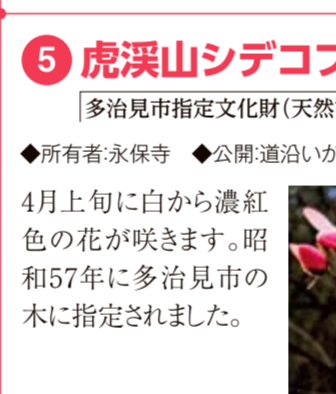 5 虎渓山シデコブ
多治見市指定文化財(天然
◆所有者:永保寺 ◆公開:道沿いか
4月上旬に白から濃紅
色の花が咲きます。昭
和57年に多治見市の
木に指定されました。